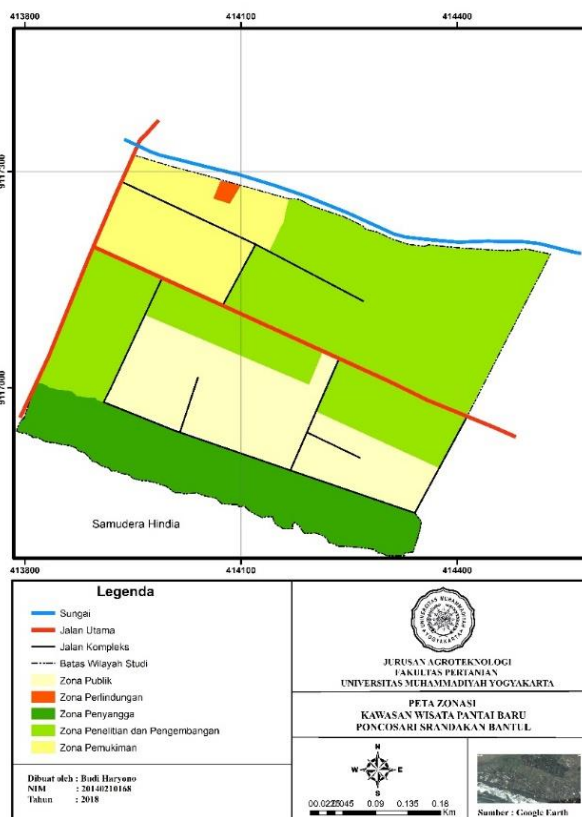 413800 414100 414400
9117300
9117000
Samudera Hindia
413800 414100 414400
Legenda
Sungai
Jalan Utama
Jalan Kompleks
Batas Wilayah Studi
Zona Publik
Zona Perlindungan
Zona Penyangga
Zona Penelitian dan Pengembangan
Zona Pemukiman
Dibuat oleh : Budi Haryono
NIM : 20140210168
Tahun : 2018
JURUSAN AGROTEKNOLOGI
FAKULTAS PERTANIAN
UNIVERSITAS MUHAMMADIYAH YOGYAKARTA
PETA ZONASI
KAWASAN WISATA PANTAI BARU
PONCOSARI SRANDAKAN BANTUL
N
W E
S
0.09 0.135 0.18
Km
Sumber : Google Earth